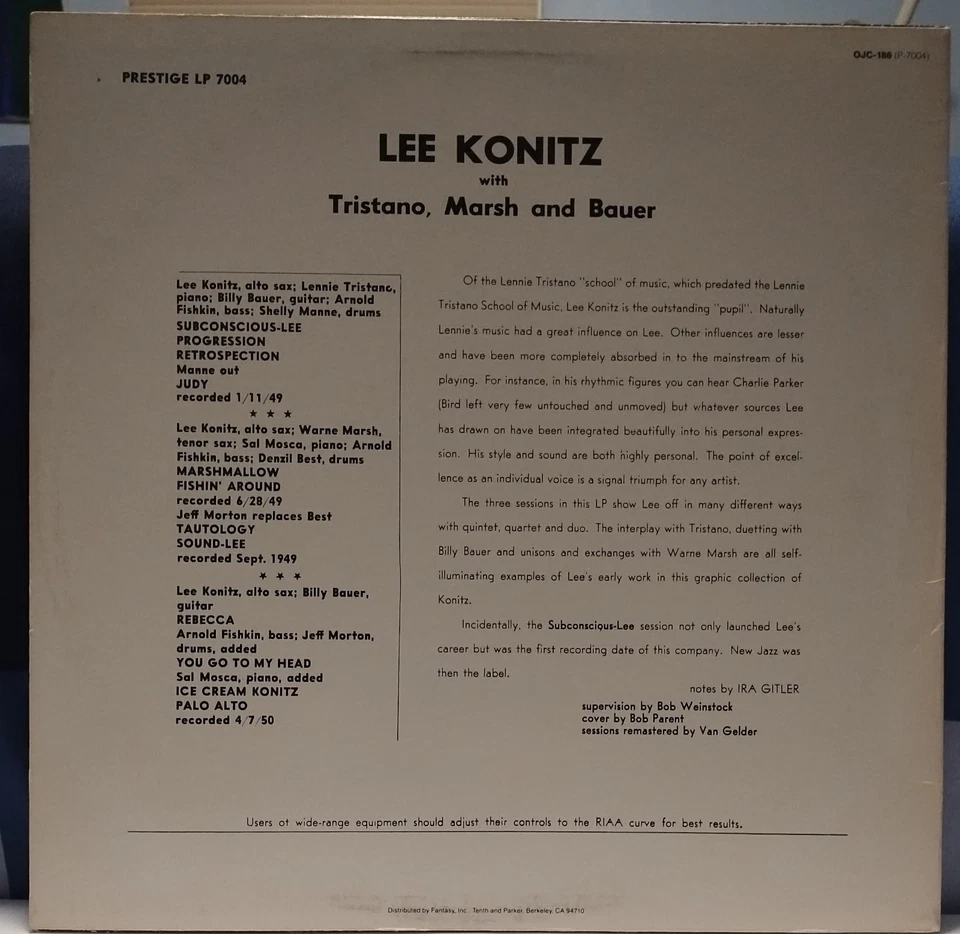 OJC-186 (P-7004)
PRESTIGE LP 7004
LEE KONITZ
with
Tristano, Marsh and Bauer
Lee Konitz, alto sax; Lennie Tristano,
piano; Billy Bauer, guitar; Arnold
Fishkin, bass; Shelly Manne, drums
SUBCONSCIOUS-LEE
PROGRESSION
RETROSPECTION
Manne out
JUDY
recorded 1/11/49
★ ★ ★
Lee Konitz, alto sax; Warne Marsh,
tenor sax; Sal Mosca, piano; Arnold
Fishkin, bass; Denzil Best, drums
MARSHMALLOW
FISHIN' AROUND
recorded 6/28/49
Jeff Morton replaces Best
TAUTOLOGY
SOUND-LEE
recorded Sept. 1949
★ ★ ★
Lee Konitz, alto sax; Billy Bauer,
guitar
REBECCA
Arnold Fishkin, bass; Jeff Morton,
drums, added
YOU GO TO MY HEAD
Sal Mosca, piano, added
ICE CREAM KONITZ
PALO ALTO
recorded 4/7/50
Of the Lennie Tristano "school" of music, which predated the Lennie
Tristano School of Music, Lee Konitz is the outstanding "pupil". Naturally
Lennie's music had a great influence on Lee. Other influences are lesser
and have been more completely absorbed in to the mainstream of his
playing. For instance, in his rhythmic figures you can hear Charlie Parker
(Bird left very few untouched and unmoved) but whatever sources Lee
has drawn on have been integrated beautifully into his personal expres-
sion. His style and sound are both highly personal. The point of excel-
lence as an individual voice is a signal triumph for any artist.
The three sessions in this LP show Lee off in many different ways
with quintet, quartet and duo. The interplay with Tristano, duetting with
Billy Bauer and unisons and exchanges with Warne Marsh are all self-
illuminating examples of Lee's early work in this graphic collection of
Konitz.
Incidentally, the Subconscious-Lee session not only launched Lee's
career but was the first recording date of this company. New Jazz was
then the label.
notes by IRA GITLER
supervision by Bob Weinstock
cover by Bob Parent
sessions remastered by Van Gelder
Users of wide-range equipment should adjust their controls to the RIAA curve for best results.
Distributed by Fantasy, Inc. Tenth and Parker, Berkeley, CA 94710